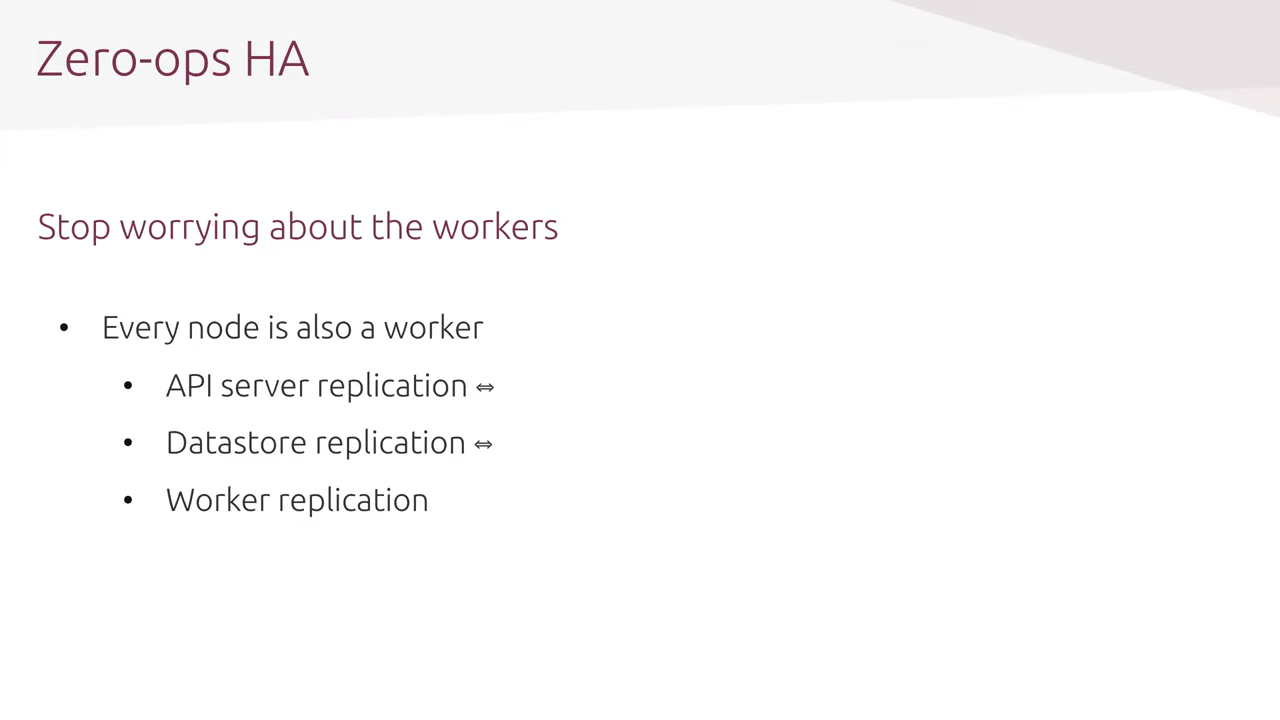 Zero-ops HA
Stop worrying about the workers
• Every node is also a worker
• API server replication ⇔
• Datastore replication ⇔
• Worker replication